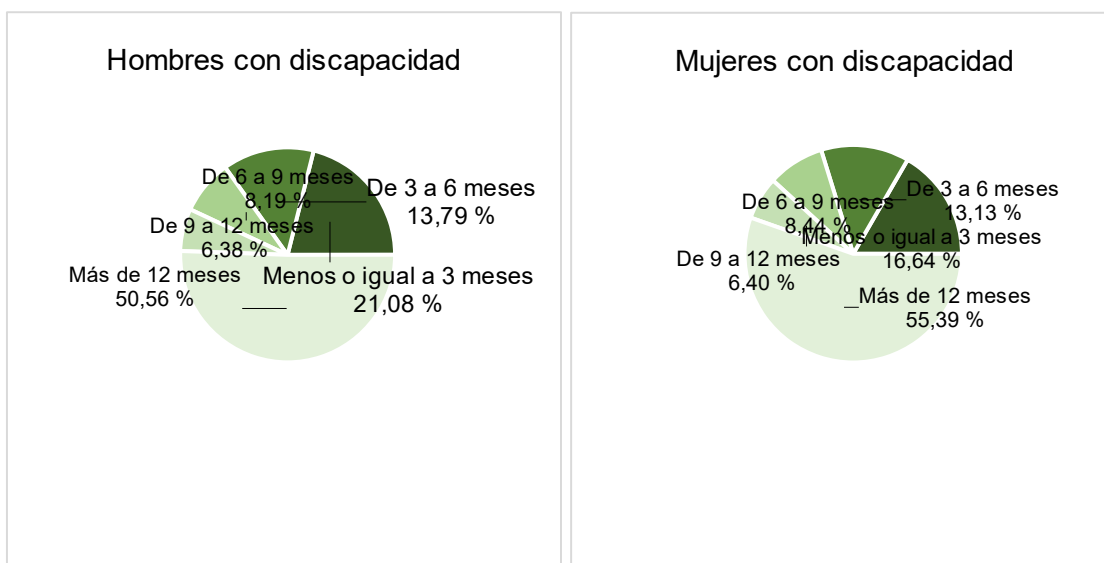 Hombres con discapacidad
De 6 a 9 meses
8,19 %
De 3 a 6 meses
13,79 %
De 9 a 12 meses
6,38 %
Más de 12 meses
50,56 %
Menos o igual a 3 meses
21,08 %
Mujeres con discapacidad
De 3 a 6 meses
13,13 %
De 6 a 9 meses
8,44 %
Menos o igual a 3 meses
16,64 %
De 9 a 12 meses
6,40 %
Más de 12 meses
55,39 %